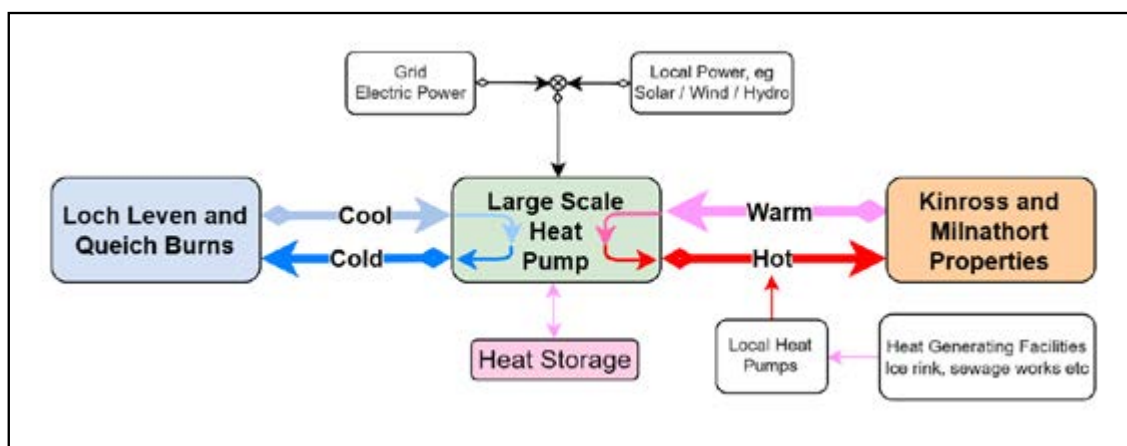 Grid
Electric Power
Local Power, eg
Solar / Wind / Hydro
Loch Leven and
Queich Burns
Cool
Cold
Large Scale
Heat
Pump
Warm
Hot
Kinross and
Milnathort
Properties
Heat Storage
Local Heat
Pumps
Heat Generating Facilities
Ice rink, sewage works etc